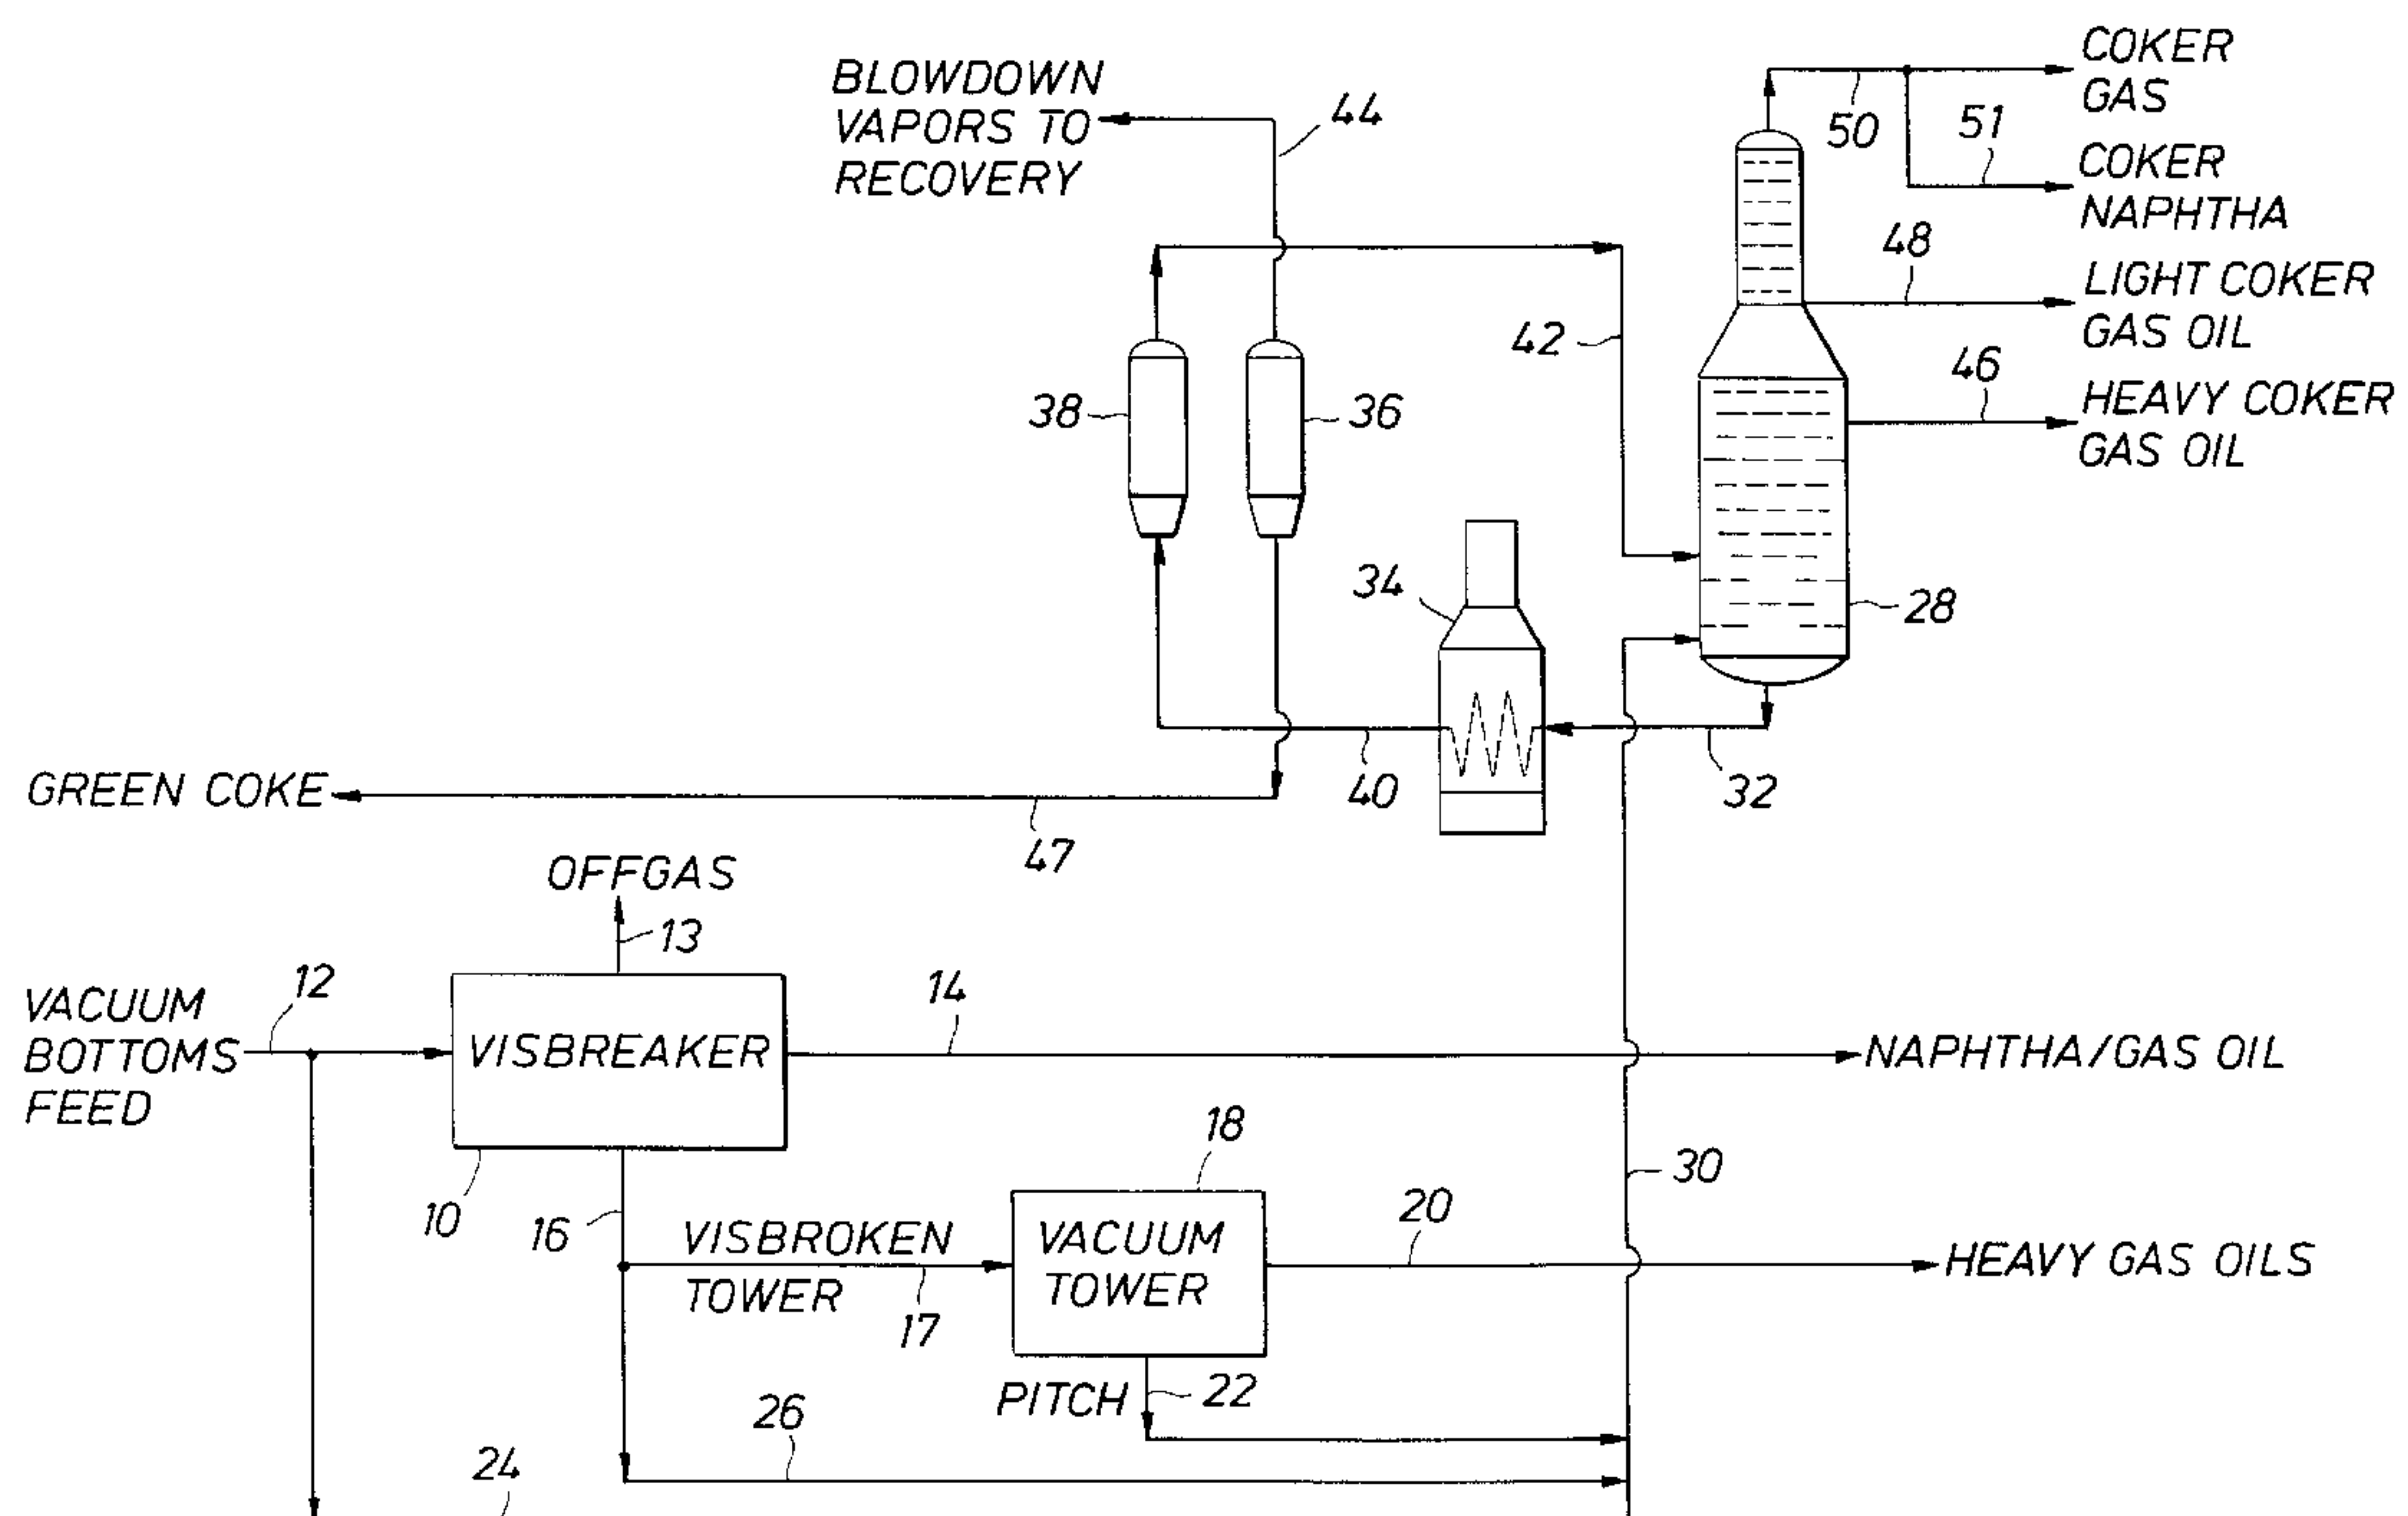 COKER
GAS
BLOWDOWN
VAPORS TO
RECOVERY
44
50
51
COKER
NAPHTHA
48
LIGHT COKER
GAS OIL
42
46
38
36
HEAVY COKER
GAS OIL
34
28
GREEN COKE
40
32
47
OFFGAS
13
12
VACUUM
BOTTOMS
FEED
VISBREAKER
14
NAPHTHA/GAS OIL
10
16
18
30
VISBROKEN
TOWER
17
VACUUM
TOWER
20
HEAVY GAS OILS
PITCH
22
26
24